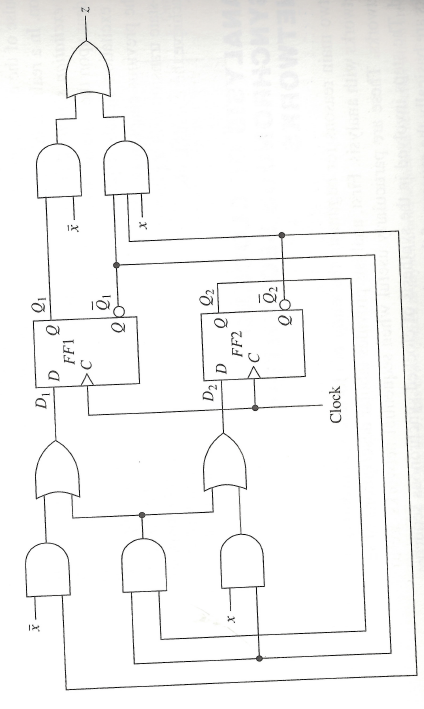 x̄
D₁
D
Q
Q₁
FF1
C
Q
Q̄₁
x̄
x
z
D₂
D
Q
Q₂
FF2
C
Q
Q̄₂
x
Clock